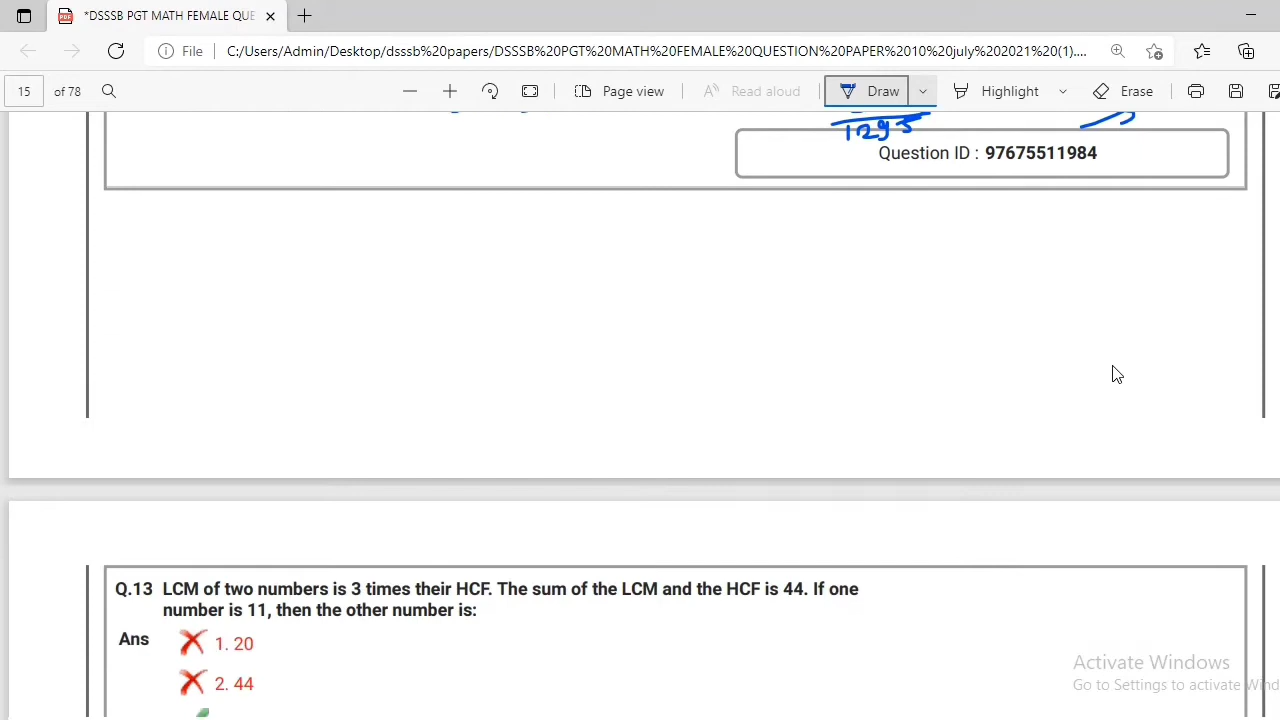 *DSSSB PGT MATH FEMALE QUE
File
C:/Users/Admin/Desktop/dsssb%20papers/DSSSB%20PGT%20MATH%20FEMALE%20QUESTION%20PAPER%2010%20july%202021%20(1)....
15 of 78
Page view
Read aloud
Draw
Highlight
Erase
1295
Question ID : 97675511984
Q.13 LCM of two numbers is 3 times their HCF. The sum of the LCM and the HCF is 44. If one
number is 11, then the other number is:
Ans
1. 20
2. 44
Activate Windows
Go to Settings to activate Wind